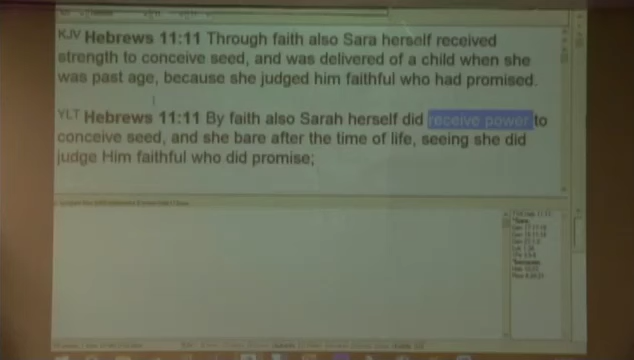 KJV Hebrews 11:11 Through faith also Sara herself received
strength to conceive seed, and was delivered of a child when she
was past age, because she judged him faithful who had promised.
YLT Hebrews 11:11 By faith also Sarah herself did receive power to
conceive seed, and she bare after the time of life, seeing she did
judge Him faithful who did promise;